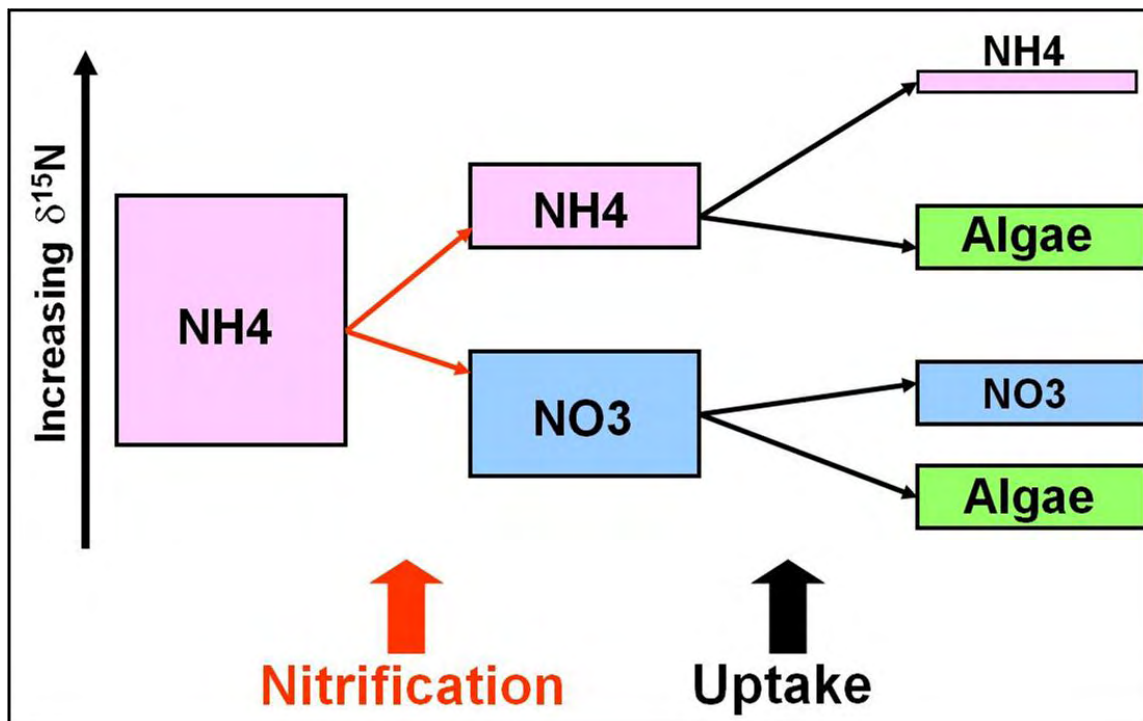 Increasing δ¹⁵N
NH4
NH4
NO3
NH4
Algae
NO3
Algae
Nitrification
Uptake